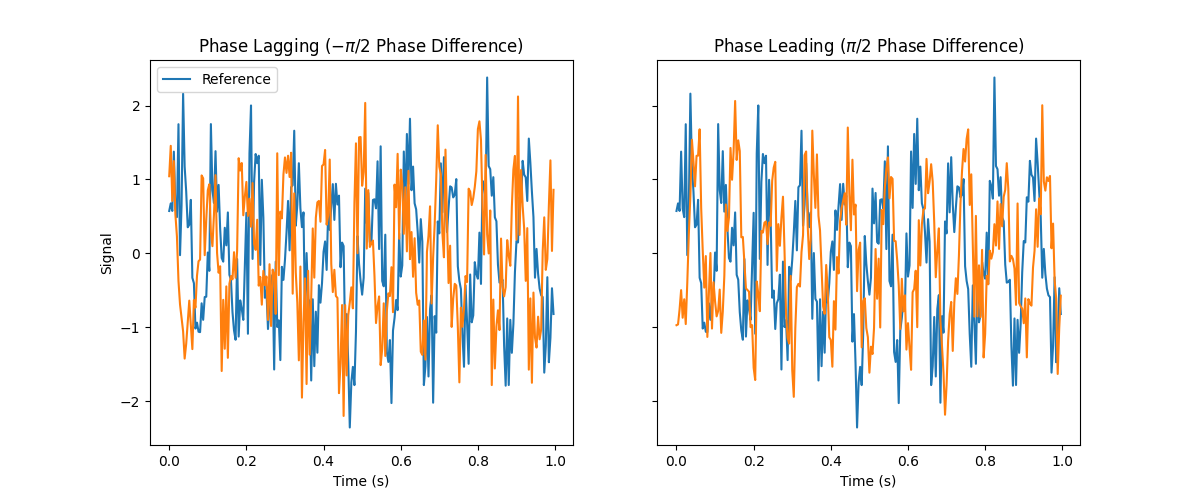 Phase Lagging (−π/2 Phase Difference)
Phase Leading (π/2 Phase Difference)
Reference
2
1
0
−1
−2
Signal
0.0 0.2 0.4 0.6 0.8 1.0
0.0 0.2 0.4 0.6 0.8 1.0
Time (s)
Time (s)